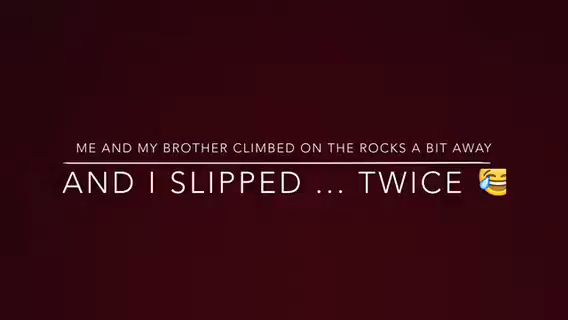 ME AND MY BROTHER CLIMBED ON THE ROCKS A BIT AWAY
AND I SLIPPED ... TWICE 😂